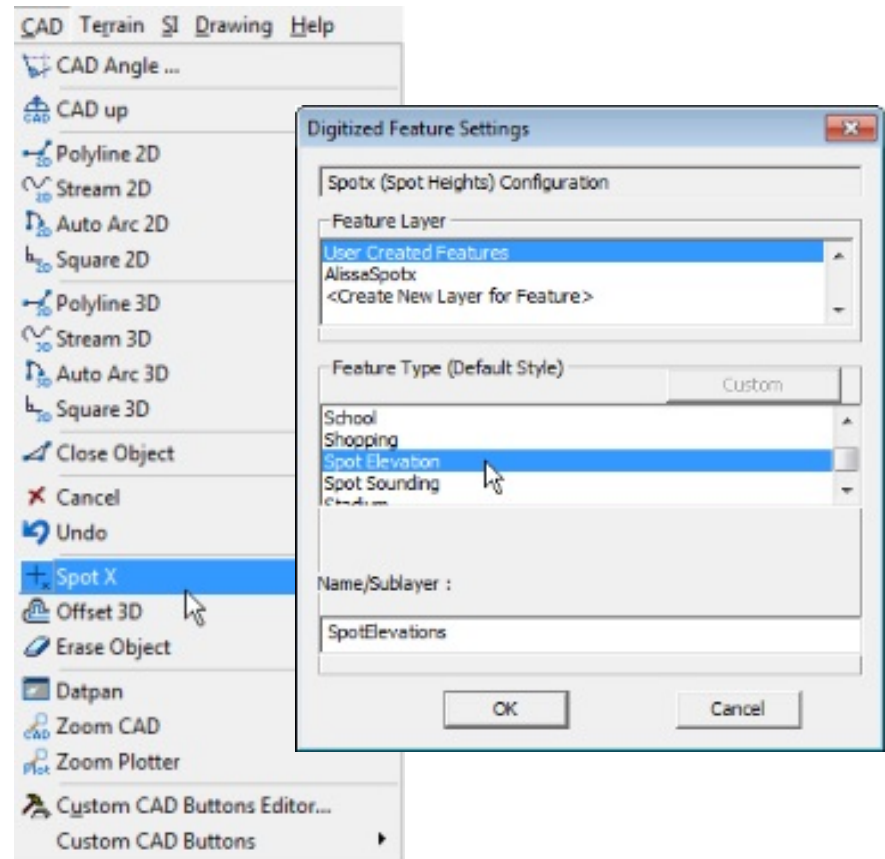 CAD Terrain SI Drawing Help
CAD Angle ...
CAD up
Polyline 2D
Stream 2D
Auto Arc 2D
Square 2D
Polyline 3D
Stream 3D
Auto Arc 3D
Square 3D
Close Object
Cancel
Undo
Spot X
Offset 3D
Erase Object
Datpan
Zoom CAD
Zoom Plotter
Custom CAD Buttons Editor...
Custom CAD Buttons
Digitized Feature Settings
Spotx (Spot Heights) Configuration
Feature Layer
User Created Features
AlissaSpotx
<Create New Layer for Feature>
Feature Type (Default Style)
Custom
School
Shopping
Spot Elevation
Spot Sounding
Stadium
Name/Sublayer :
SpotElevations
OK Cancel